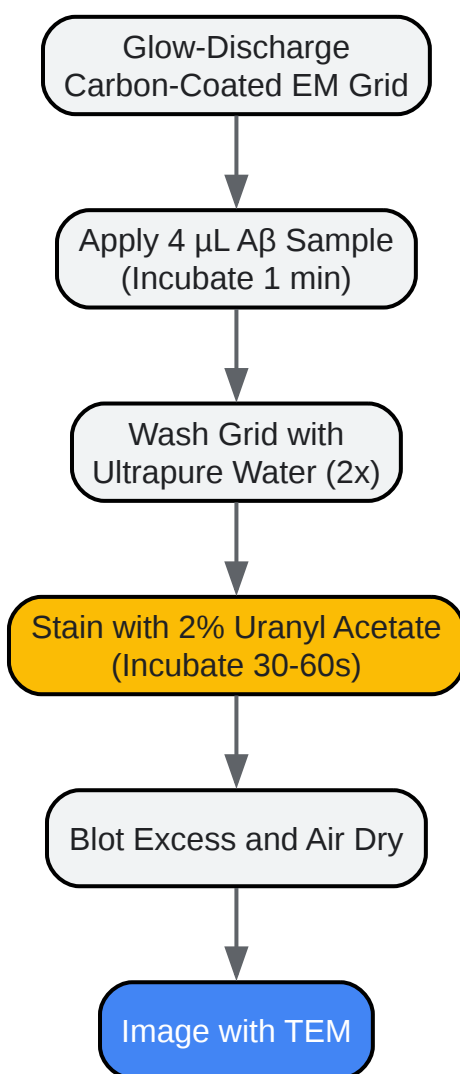 Glow-Discharge
Carbon-Coated EM Grid
Apply 4 µL Aβ Sample
(Incubate 1 min)
Wash Grid with
Ultrapure Water (2x)
Stain with 2% Uranyl Acetate
(Incubate 30-60s)
Blot Excess and Air Dry
Image with TEM